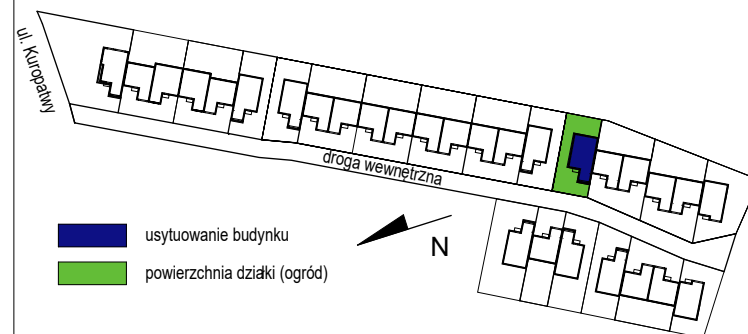 ul. Kuropatwy
droga wewnętrzna
usytuowanie budynku
N
powierzchnia działki (ogród)